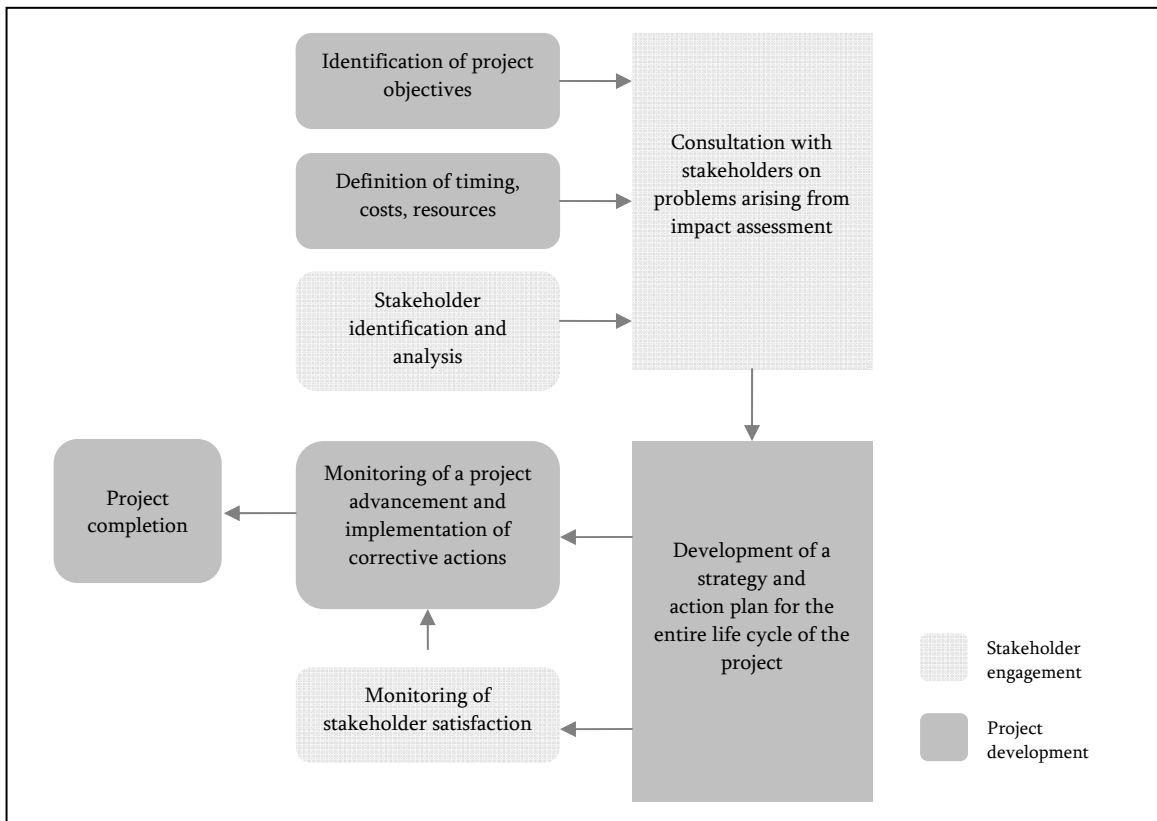 Identification of project
objectives
Definition of timing,
costs, resources
Stakeholder
identification and
analysis
Consultation with
stakeholders on
problems arising from
impact assessment
Project
completion
Monitoring of a project
advancement and
implementation of
corrective actions
Monitoring of
stakeholder satisfaction
Development of a
strategy and
action plan for the
entire life cycle of the
project
Stakeholder
engagement
Project
development